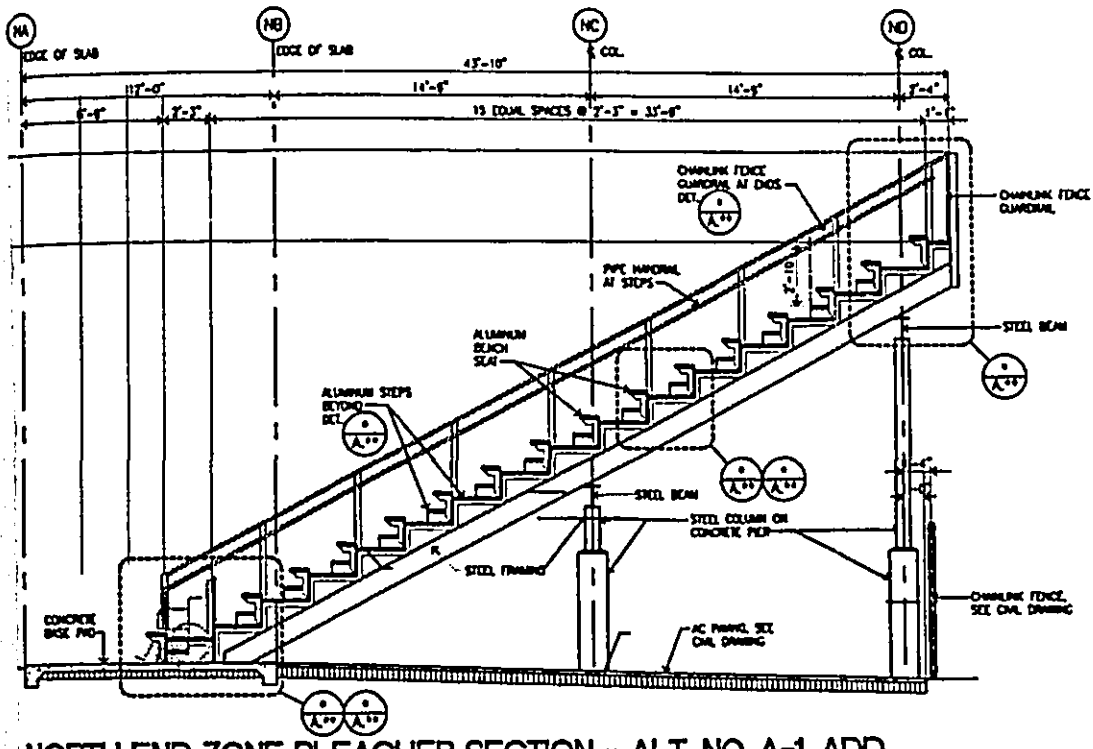 NA
NB
NC
ND
EDGE OF SLAB
EDGE OF SLAB
COL.
COL.
43'-10"
14'-9"
14'-9"
2'-3"
15 EQUAL SPACES @ 2'-3" = 33'-9"
CHAINLINK FENCE
GUARDRAIL AT ENDS
DET.
CHAINLINK FENCE
GUARDRAIL
PIPE HANDRAIL
AT STEPS
2'-10"
STEEL BEAM
ALUMINUM
BENCH
SEAT
ALUMINUM STEPS
BEYOND
DET.
STEEL BEAM
STEEL COLUMN ON
CONCRETE PIER
STEEL FRAMING
CONCRETE
BASE PAD
AC PAVING, SEE
CIVIL DRAWING
CHAINLINK FENCE,
SEE CIVIL DRAWING
NORTH END ZONE BLEACHER SECTION - ALT. NO. A-1 ADD